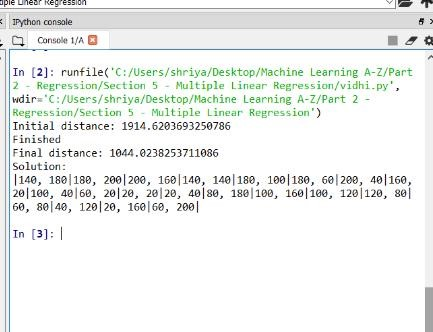 ple Linear Regression
IPython console
Console 1/A
In [2]: runfile('C:/Users/shriya/Desktop/Machine Learning A-Z/Part
2 - Regression/Section 5 - Multiple Linear Regression/vidhi.py',
wdir='C:/Users/shriya/Desktop/Machine Learning A-Z/Part 2 -
Regression/Section 5 - Multiple Linear Regression')
Initial distance: 1914.6203693250786
Finished
Final distance: 1044.0238253711086
Solution:
|140, 180|180, 200|200, 160|140, 140|180, 100|180, 60|200, 40|160,
20|100, 40|60, 20|20, 20|20, 40|80, 180|100, 160|100, 120|120, 80|
60, 80|40, 120|20, 160|60, 200|
In [3]: